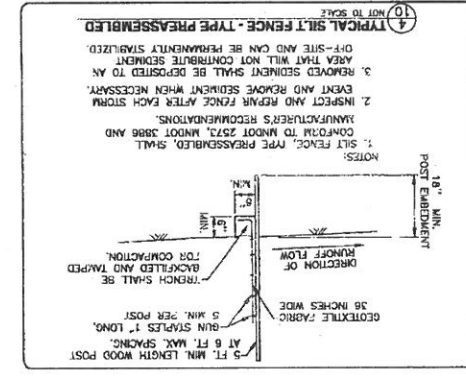 5 FT. MIN. LENGTH WOOD POST
AT 6 FT. MAX. SPACING.
GUN STAPLES 1" LONG,
5 MIN. PER POST
GEOTEXTILE FABRIC
36 INCHES WIDE
TRENCH SHALL BE
BACKFILLED AND TAMPED
FOR COMPACTION.
DIRECTION OF
RUNOFF FLOW
6"
MIN.
6"
MIN.
18" MIN.
POST EMBEDMENT
NOTES:
1. SILT FENCE, TYPE PREASSEMBLED, SHALL
CONFORM TO MNDOT 2573, MNDOT 3886 AND
MANUFACTURER'S RECOMMENDATIONS.
2. INSPECT AND REPAIR FENCE AFTER EACH STORM
EVENT AND REMOVE SEDIMENT WHEN NECESSARY.
3. REMOVED SEDIMENT SHALL BE DEPOSITED TO AN
AREA THAT WILL NOT CONTRIBUTE SEDIMENT
OFF-SITE AND CAN BE PERMANENTLY STABILIZED.
4 TYPICAL SILT FENCE - TYPE PREASSEMBLED
10 NOT TO SCALE